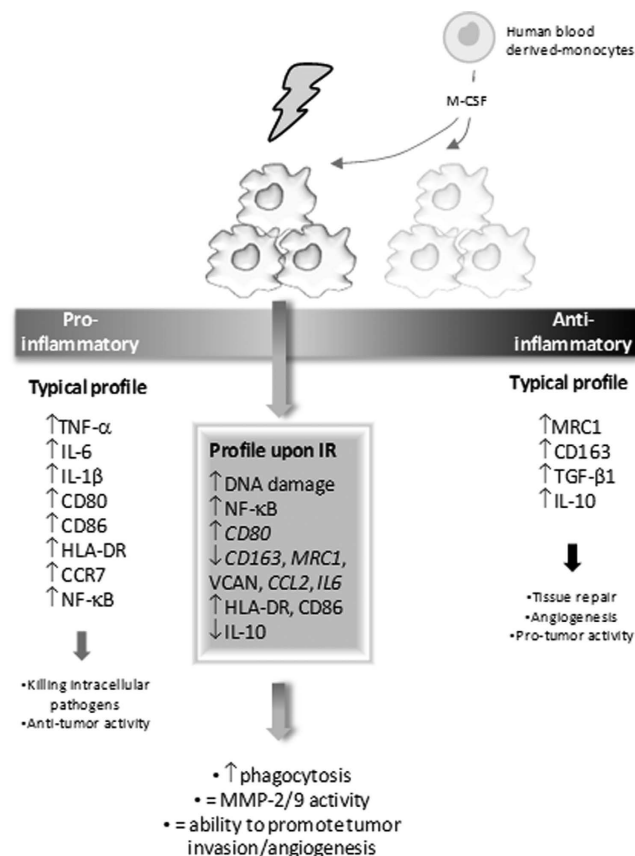 Human blood
derived-monocytes
M-CSF
Pro-
inflammatory
Anti-
inflammatory
Typical profile
↑TNF-α
↑IL-6
↑IL-1β
↑CD80
↑CD86
↑HLA-DR
↑CCR7
↑NF-κB
•Killing intracellular
pathogens
•Anti-tumor activity
Profile upon IR
↑DNA damage
↑NF-κB
↑CD80
↓CD163, MRC1,
VCAN, CCL2, IL6
↑HLA-DR, CD86
↓IL-10
• ↑phagocytosis
• = MMP-2/9 activity
• = ability to promote tumor
invasion/angiogenesis
Typical profile
↑MRC1
↑CD163
↑TGF-β1
↑IL-10
•Tissue repair
•Angiogenesis
•Pro-tumor activity